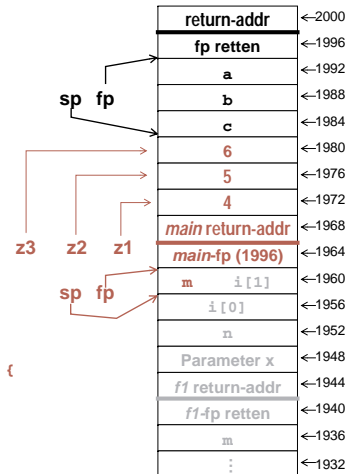 return-addr ←2000
fp retten ←1996
a ←1992
sp fp b ←1988
c ←1984
6 ←1980
5 ←1976
4 ←1972
z3 z2 z1 main return-addr ←1968
main-fp (1996) ←1964
sp fp m i[1] ←1960
i[0] ←1956
n ←1952
{ Parameter x ←1948
f1 return-addr ←1944
f1-fp retten ←1940
m ←1936
⋮ ←1932